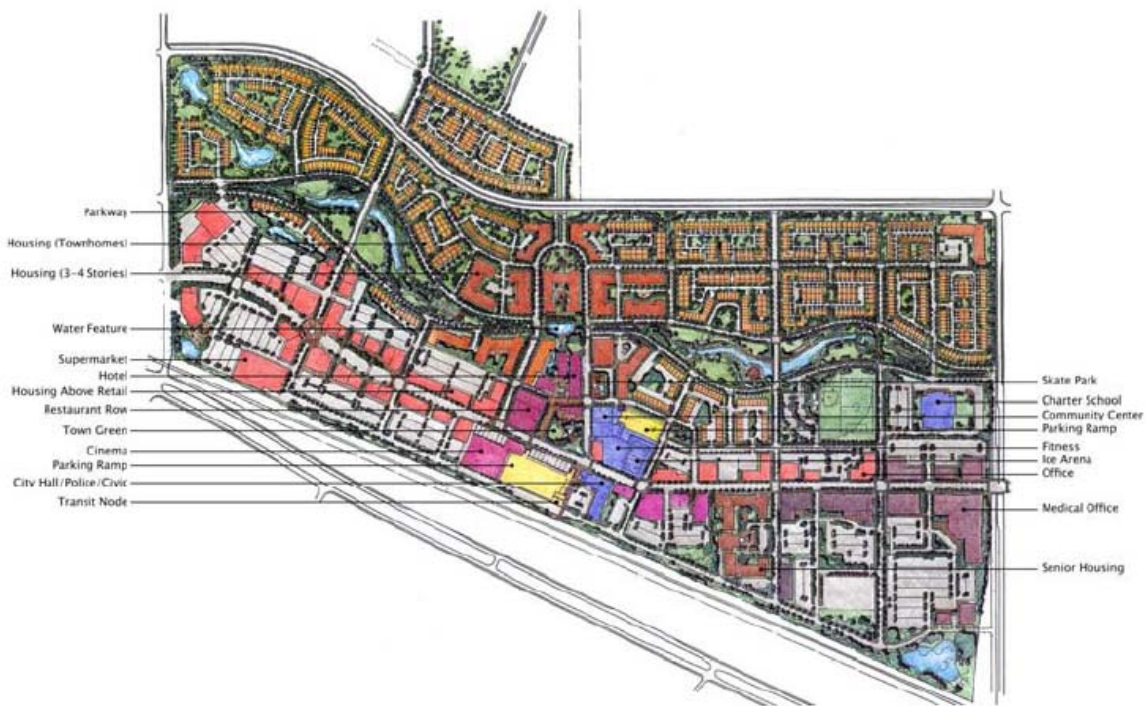 Parkway
Housing (Townhomes)
Housing (3-4 Stories)
Water Feature
Supermarket
Hotel
Housing Above Retail
Restaurant Row
Town Green
Cinema
Parking Ramp
City Hall/Police/Civic
Transit Node
Skate Park
Charter School
Community Center
Parking Ramp
Fitness
Ice Arena
Office
Medical Office
Senior Housing